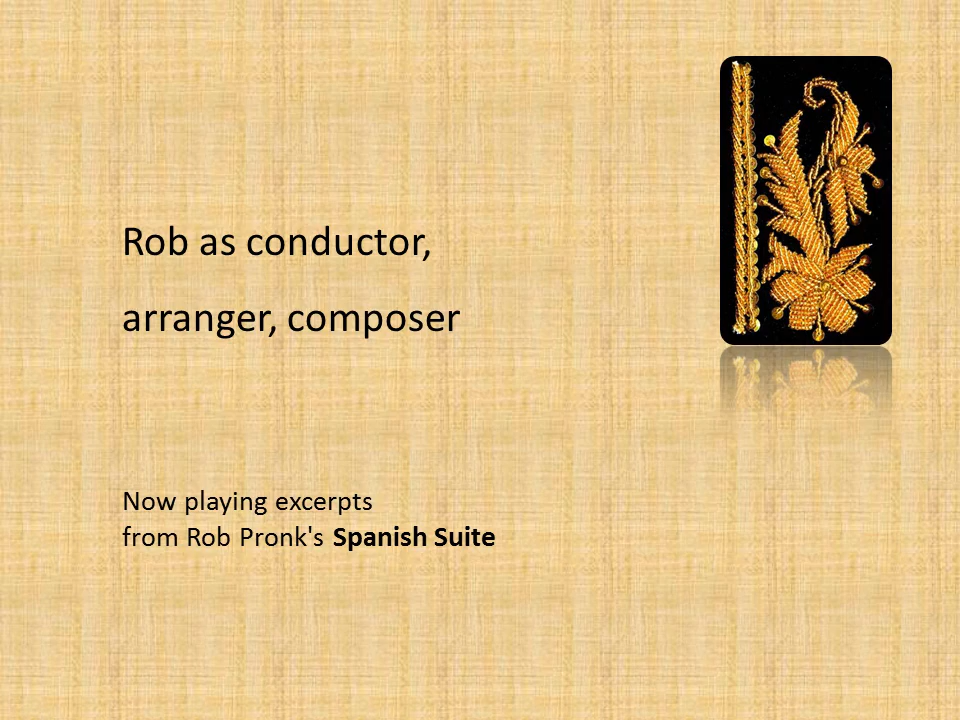 Rob as conductor,
arranger, composer
Now playing excerpts
from Rob Pronk's Spanish Suite